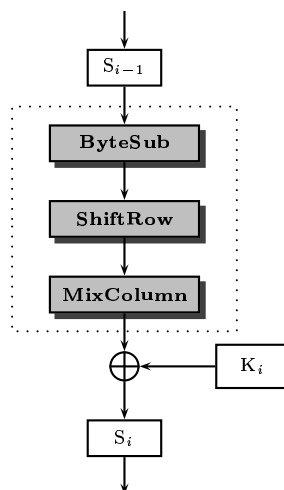 S_{i−1}
ByteSub
ShiftRow
MixColumn
K_i
S_i